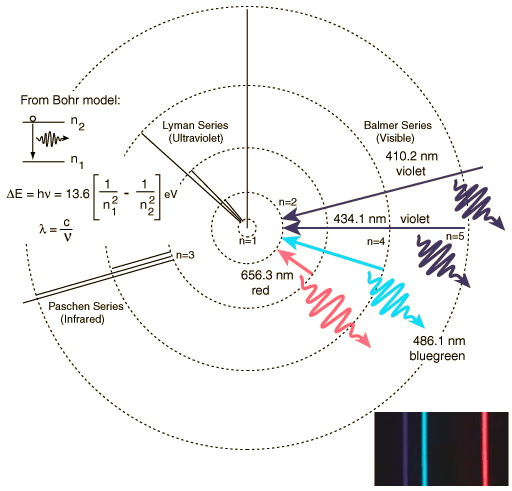 From Bohr model:
n2
n1
ΔE = hν = 13.6 [ 1/n1² - 1/n2² ] eV
λ = c/ν
Lyman Series
(Ultraviolet)
Balmer Series
(Visible)
410.2 nm
violet
n=2
434.1 nm violet
n=1
n=4
n=5
n=3
656.3 nm
red
Paschen Series
(Infrared)
486.1 nm
bluegreen